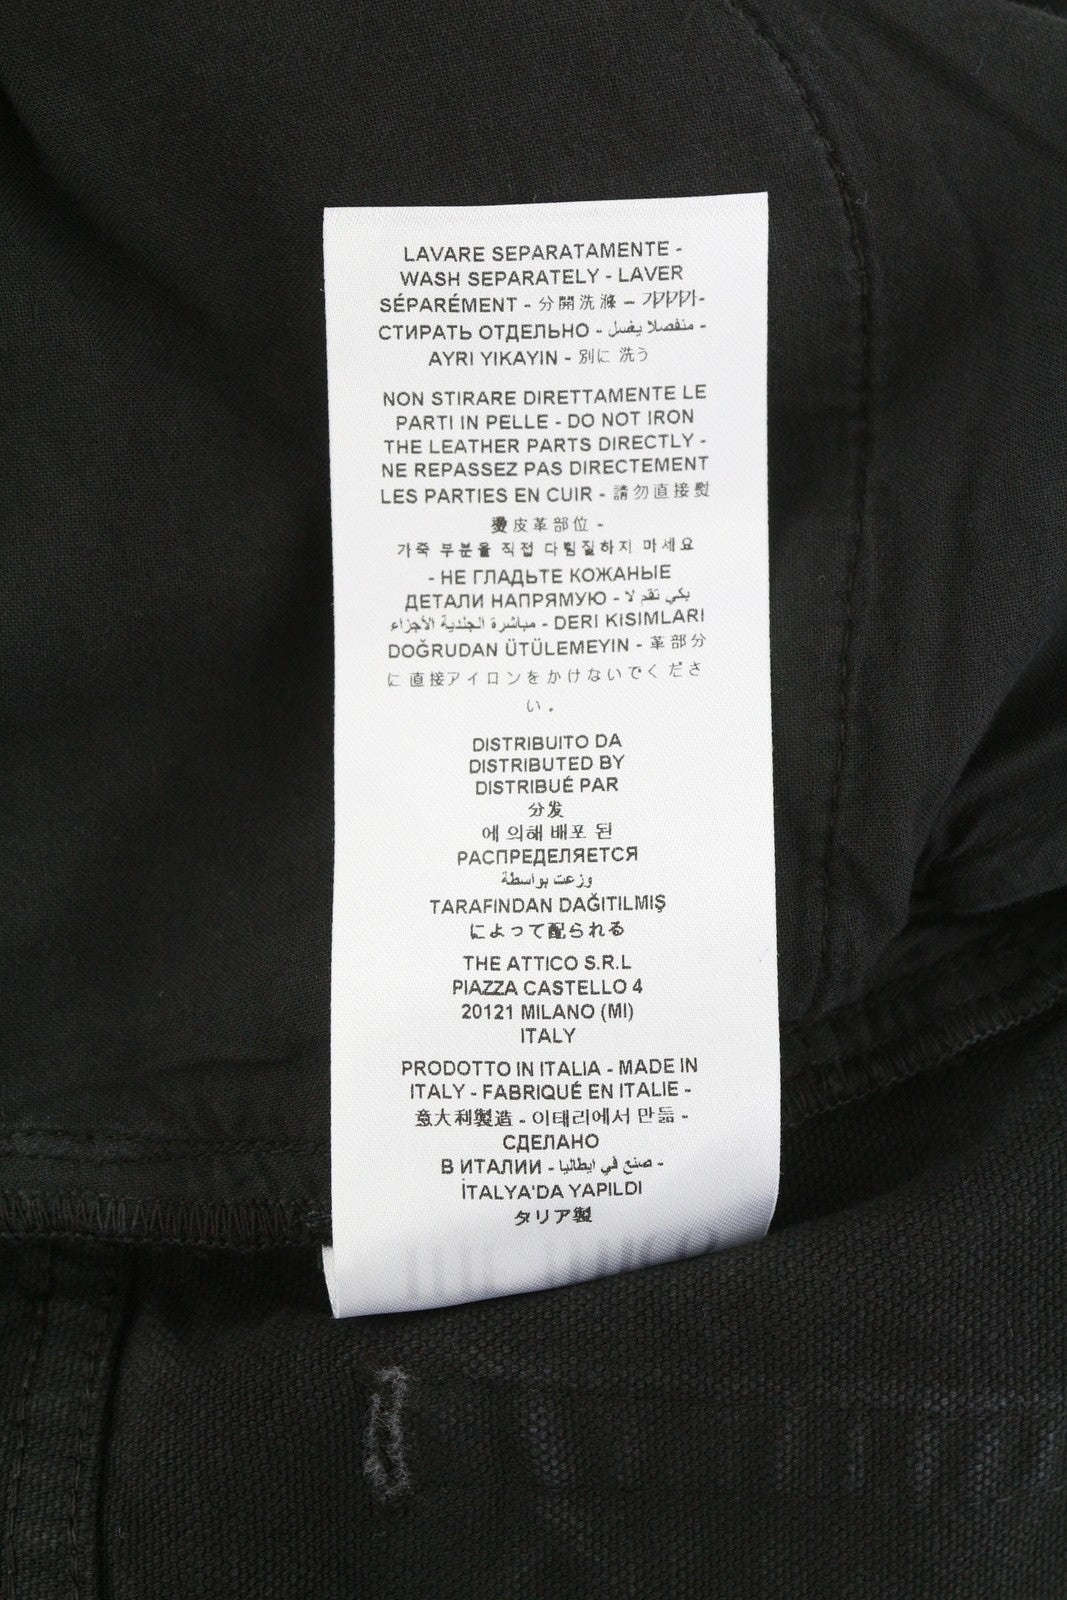 LAVARE SEPARATAMENTE -
WASH SEPARATELY - LAVER
SÉPARÉMENT - 分開洗滌 -
СТИРАТЬ ОТДЕЛЬНО - منفصلا يغسل -
AYRI YIKAYIN - 別に 洗う
NON STIRARE DIRETTAMENTE LE
PARTI IN PELLE - DO NOT IRON
THE LEATHER PARTS DIRECTLY -
NE REPASSEZ PAS DIRECTEMENT
LES PARTIES EN CUIR - 請勿直接熨
燙皮革部位 -
가죽 부분을 직접 다림질하지 마세요
- НЕ ГЛАДЬТЕ КОЖАНЫЕ
ДЕТАЛИ НАПРЯМУЮ - بكي تقم لا
مباشرة الجلدية الأجزاء - DERI KISIMLARI
DOĞRUDAN ÜTÜLEMEYIN - 革部分
に 直接アイロンをかけないでくださ
い .
DISTRIBUITO DA
DISTRIBUTED BY
DISTRIBUÉ PAR
分发
에 의해 배포 된
РАСПРЕДЕЛЯЕТСЯ
وزعت بواسطة
TARAFINDAN DAĞITILMIŞ
によって配られる
THE ATTICO S.R.L
PIAZZA CASTELLO 4
20121 MILANO (MI)
ITALY
PRODOTTO IN ITALIA - MADE IN
ITALY - FABRIQUÉ EN ITALIE -
意大利製造 - 이태리에서 만듦 -
СДЕЛАНО
В ИТАЛИИ - صنع في ايطاليا -
İTALYA'DA YAPILDI
タリア製